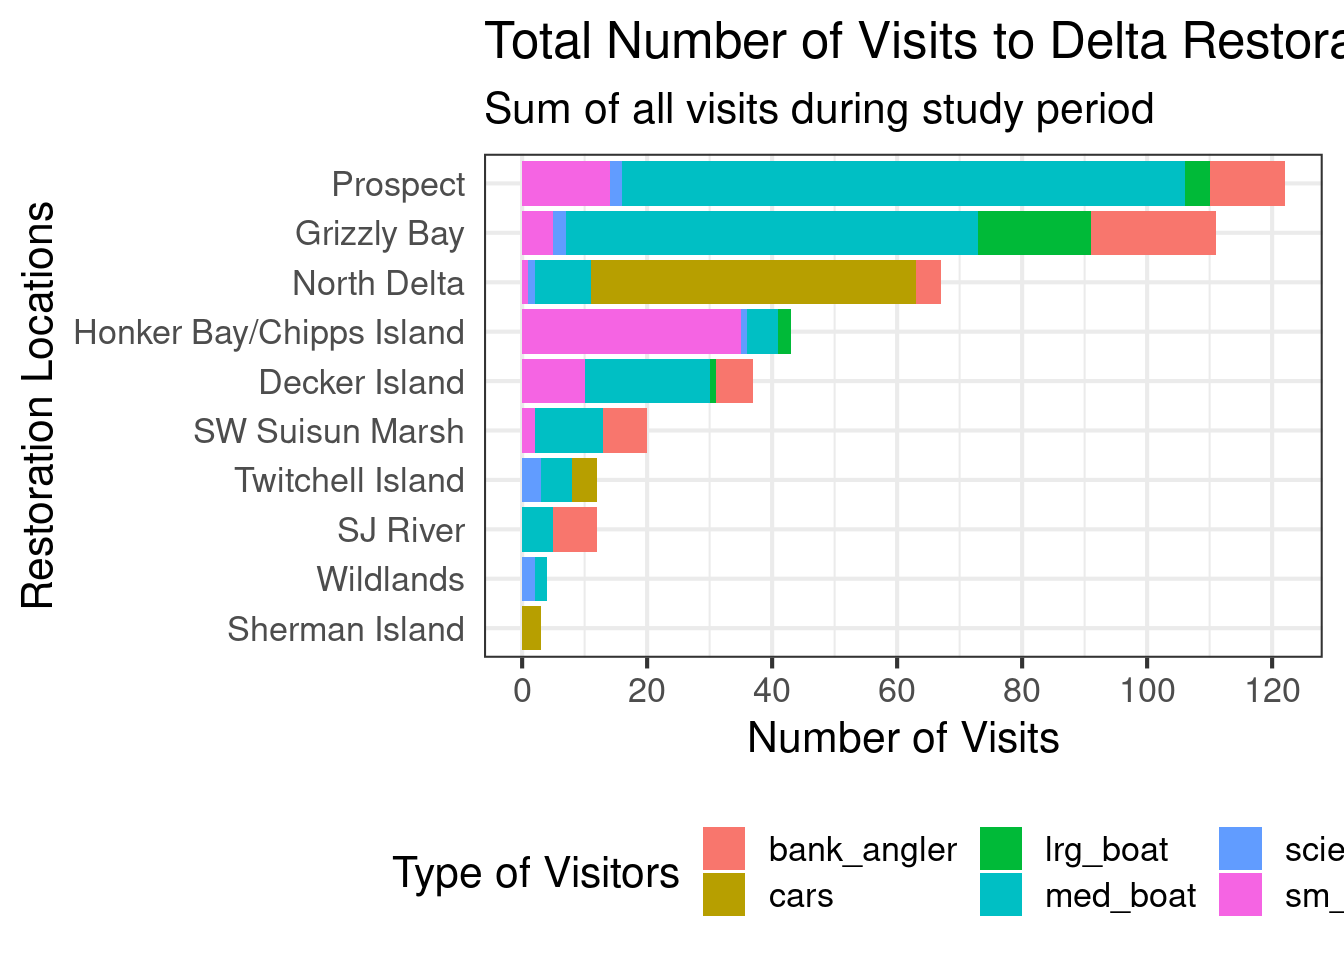 Total Number of Visits to Delta
Sum of all visits during study period
Restoration Locations
Prospect
Grizzly Bay
North Delta
Honker Bay/Chipps Island
Decker Island
SW Suisun Marsh
Twitchell Island
SJ River
Wildlands
Sherman Island
0 20 40 60 80 100 120
Number of Visits
Type of Visitors
bank_angler lrg_boat
cars med_boat